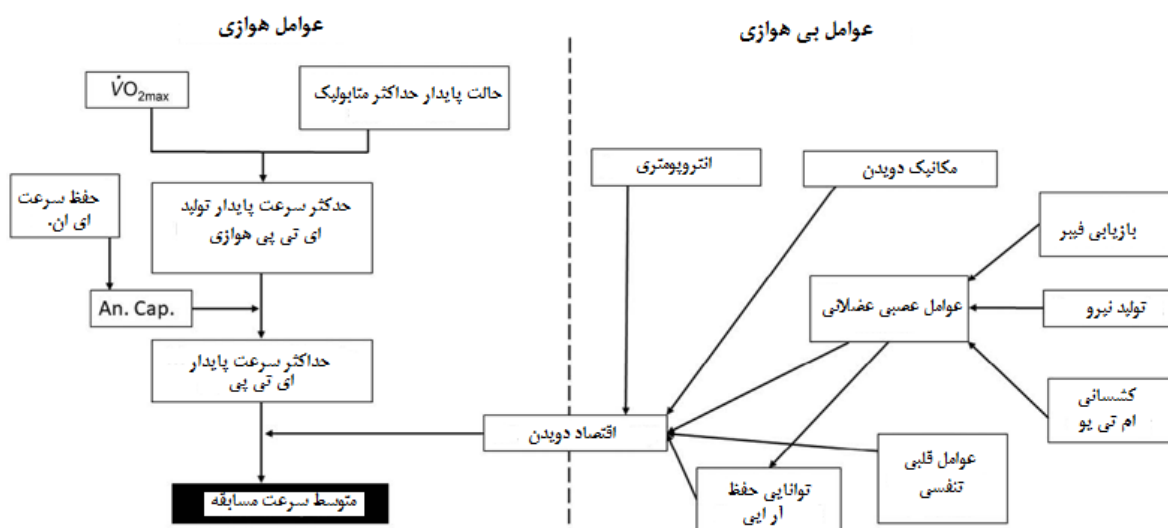 عوامل هوازی
عوامل بی هوازی
V̇O2max
حالت پایدار حداکثر متابولیک
انتروپومتری
مکانیک دویدن
حفظ سرعت
ای ان.
حدکثر سرعت پایدار تولید
ای تی پی هوازی
بازیابی فیبر
An. Cap.
عوامل عصبی عضلانی
تولید نیرو
حداکثر سرعت پایدار
ای تی پی
کشسانی
ام تی یو
اقتصاد دویدن
عوامل قلبی
تنفسی
توانایی حفظ
آر ایی
متوسط سرعت مسابقه